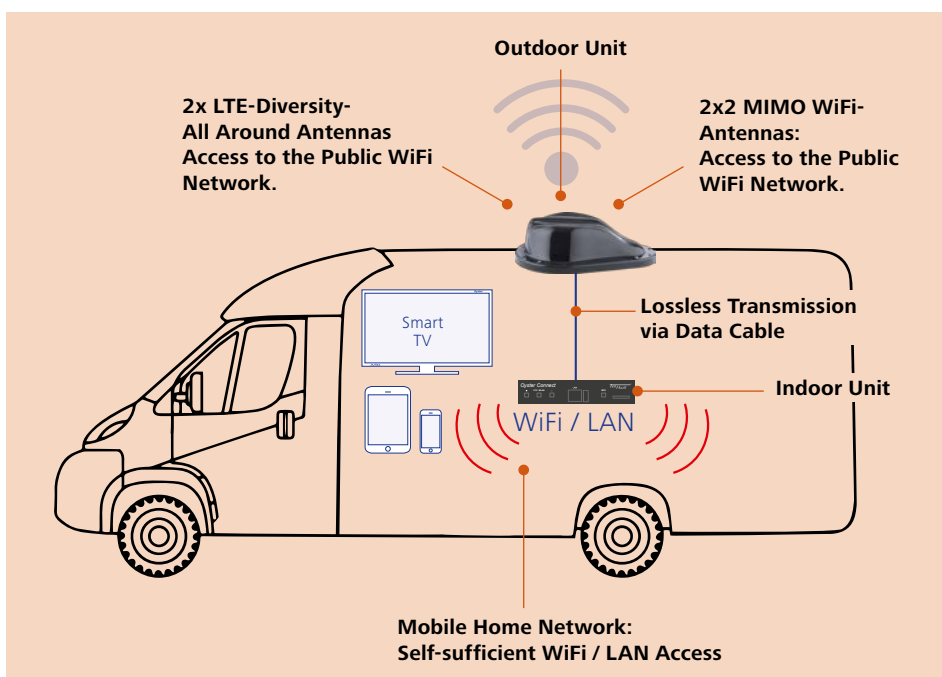 Outdoor Unit
2x LTE-Diversity-
All Around Antennas
Access to the Public WiFi
Network.
2x2 MIMO WiFi-
Antennas:
Access to the Public
WiFi Network.
Smart
TV
Lossless Transmission
via Data Cable
Oyster Connect
Indoor Unit
WiFi / LAN
Mobile Home Network:
Self-sufficient WiFi / LAN Access